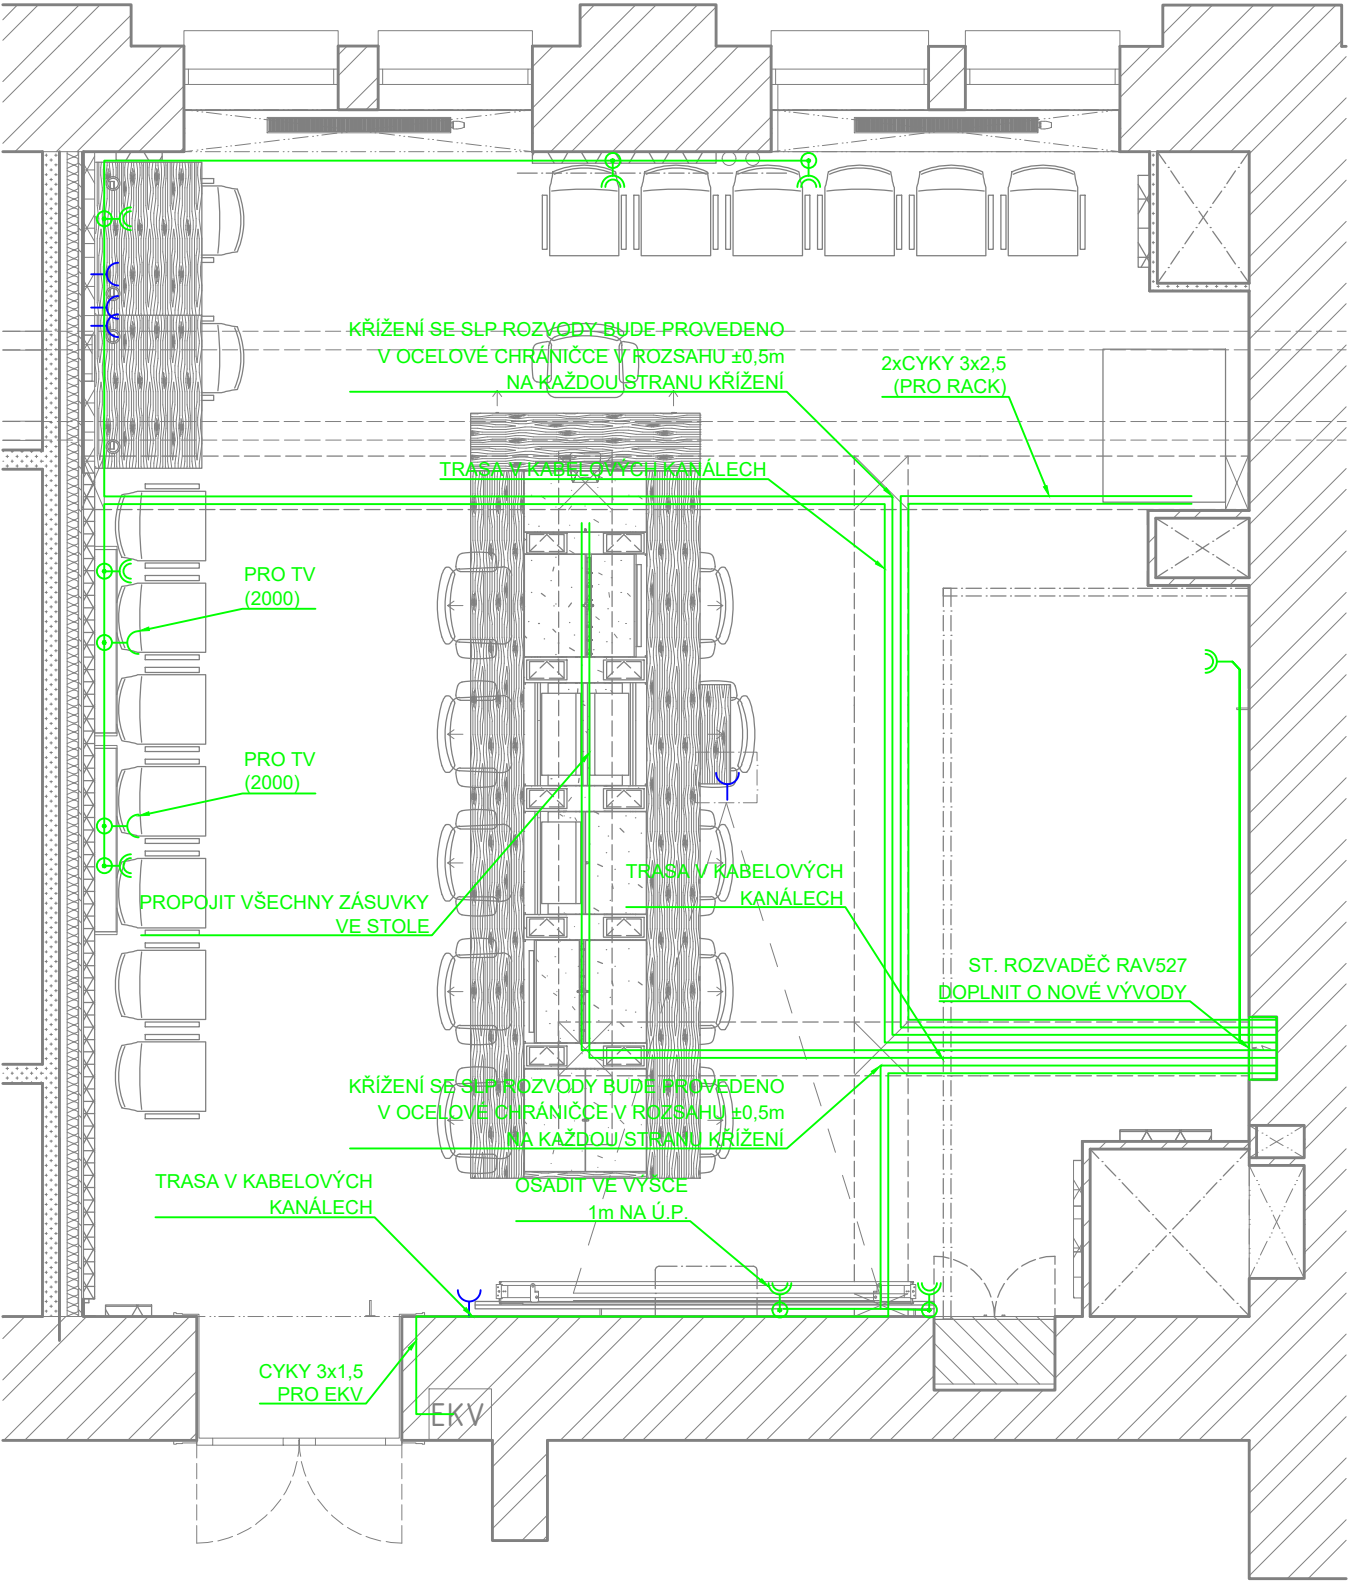 KŘÍŽENÍ SE SLP ROZVODY BUDE PROVEDENO
V OCELOVÉ CHRÁNIČCE V ROZSAHU ±0,5m
NA KAŽDOU STRANU KŘÍŽENÍ
2xCYKY 3x2,5
(PRO RACK)
TRASA V KABELOVÝCH KANÁLECH
PRO TV
(2000)
PRO TV
(2000)
TRASA V KABELOVÝCH
KANÁLECH
PROPOJIT VŠECHNY ZÁSUVKY
VE STOLE
ST. ROZVADĚČ RAV527
DOPLNIT O NOVÉ VÝVODY
KŘÍŽENÍ SE SLP ROZVODY BUDE PROVEDENO
V OCELOVÉ CHRÁNIČCE V ROZSAHU ±0,5m
NA KAŽDOU STRANU KŘÍŽENÍ
TRASA V KABELOVÝCH
KANÁLECH
OSADIT VE VÝŠCE
1m NA Ú.P.
CYKY 3x1,5
PRO EKV
EKV